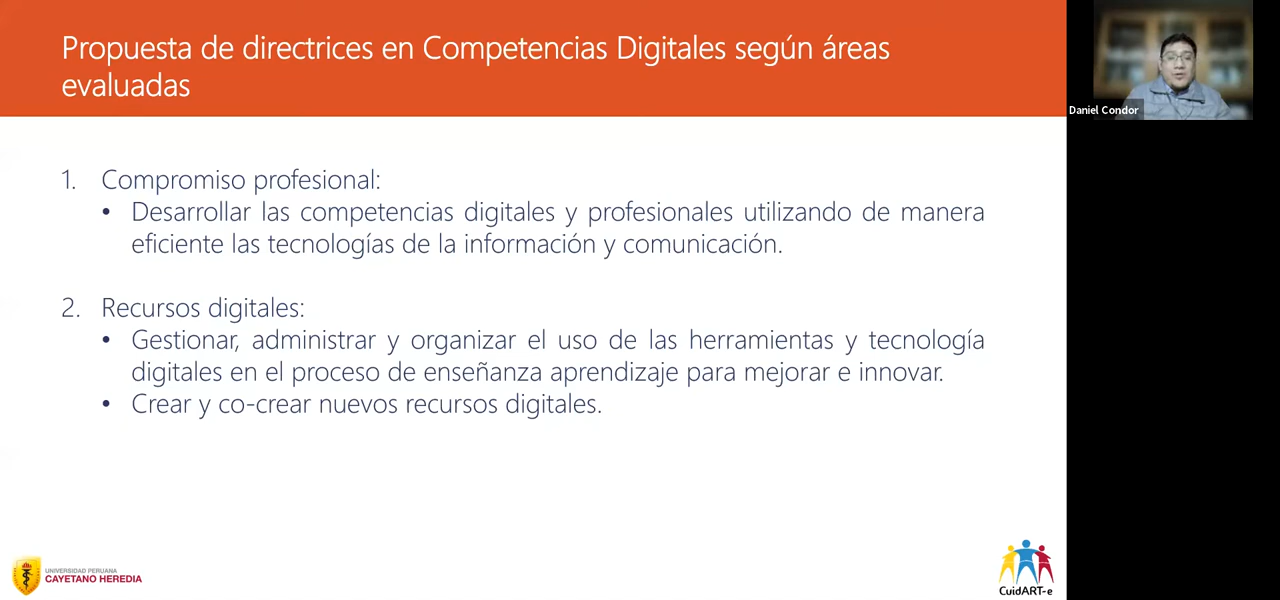 Propuesta de directrices en Competencias Digitales según áreas
evaluadas
Daniel Condor
1. Compromiso profesional:
• Desarrollar las competencias digitales y profesionales utilizando de manera
eficiente las tecnologías de la información y comunicación.
2. Recursos digitales:
• Gestionar, administrar y organizar el uso de las herramientas y tecnología
digitales en el proceso de enseñanza aprendizaje para mejorar e innovar.
• Crear y co-crear nuevos recursos digitales.
UNIVERSIDAD PERUANA
CAYETANO HEREDIA
CuidART-e